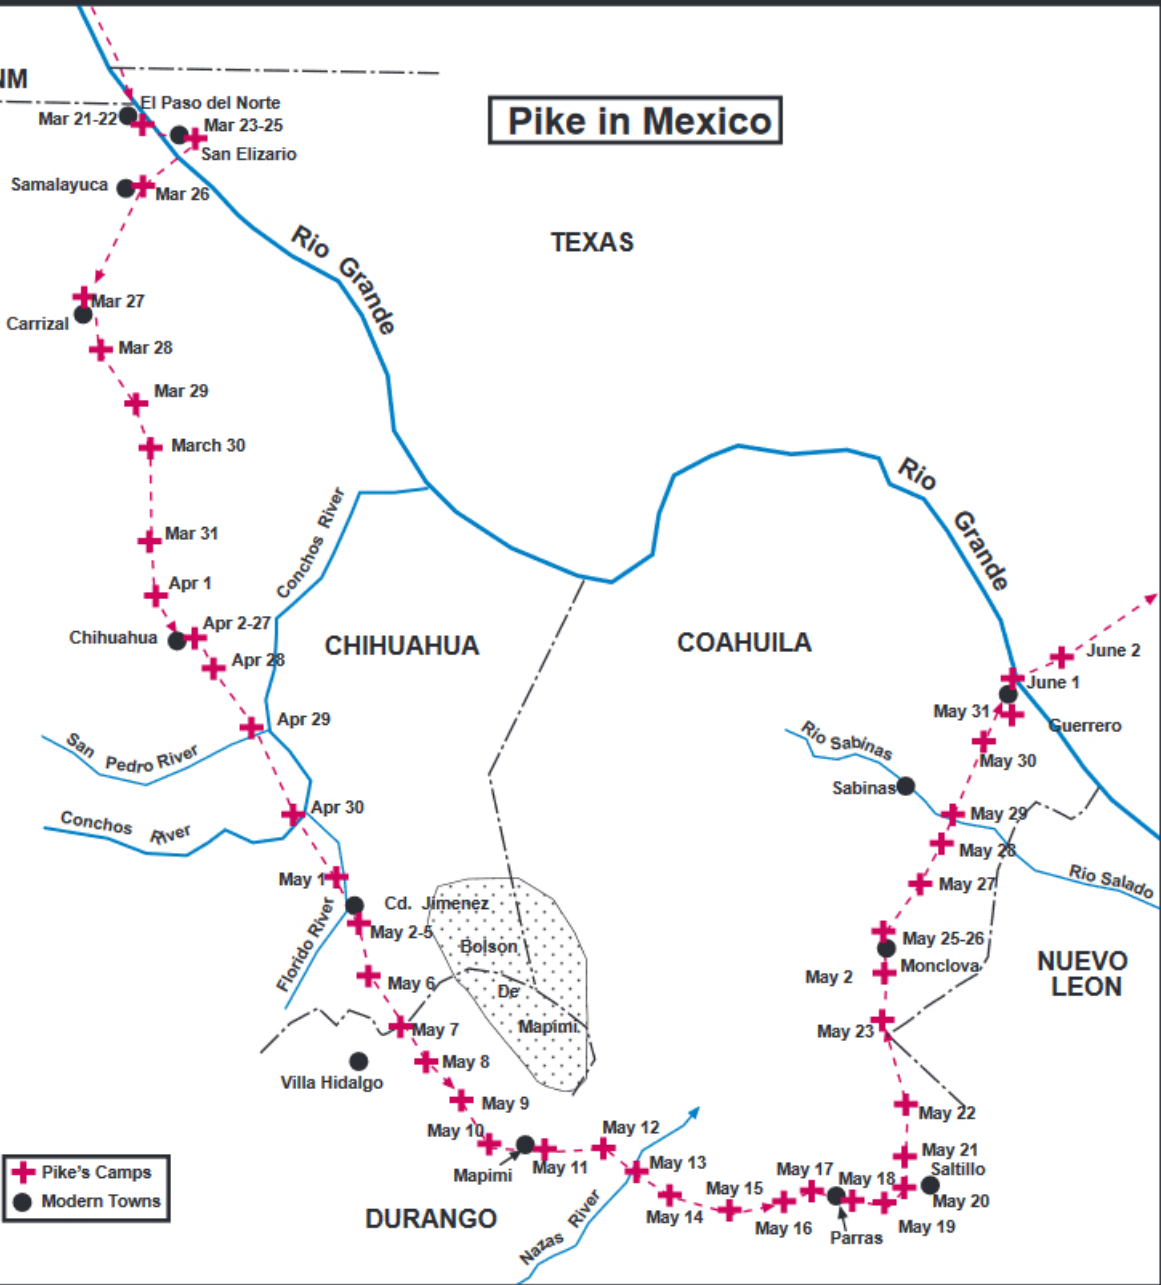 NM
El Paso del Norte
Mar 21-22
Mar 23-25
San Elizario
Pike in Mexico
Samalayuca
Mar 26
TEXAS
Rio Grande
Mar 27
Carrizal
Mar 28
Mar 29
March 30
Rio
Grande
Conchos River
Mar 31
Apr 1
Apr 2-27
Chihuahua
CHIHUAHUA
COAHUILA
Apr 28
June 2
June 1
May 31
Guerrero
Apr 29
San Pedro River
Rio Sabinas
May 30
Sabinas
Apr 30
Conchos River
May 29
May 28
May 1
May 27
Rio Salado
Cd. Jimenez
May 2-5
Florido River
Bolson
De
Mapimi
May 25-26
Monclova
May 2
NUEVO
LEON
May 6
May 7
May 23
May 8
Villa Hidalgo
May 9
May 22
May 10
Mapimi
May 11
May 12
May 13
May 21
Saltillo
May 20
Pike's Camps
Modern Towns
May 14
May 15
May 16
May 17
May 18
Parras
May 19
DURANGO
Nazas River